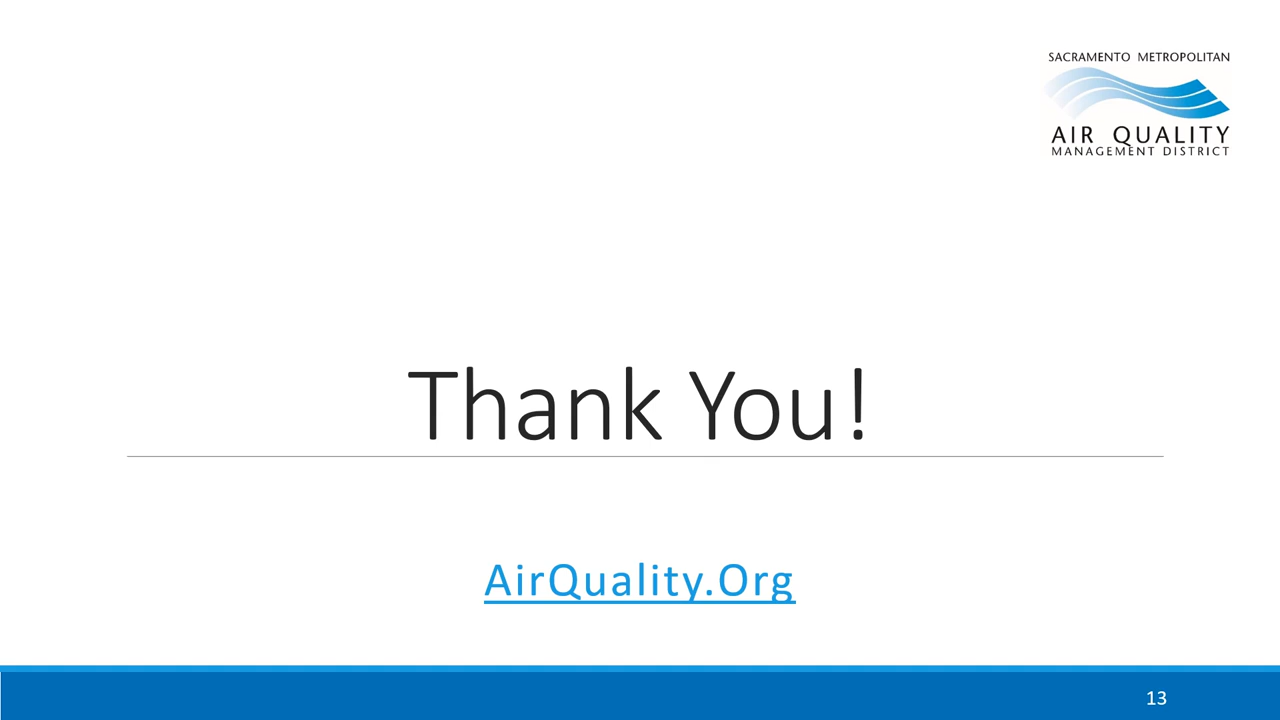 SACRAMENTO METROPOLITAN
AIR QUALITY
MANAGEMENT DISTRICT
Thank You!
AirQuality.Org
13